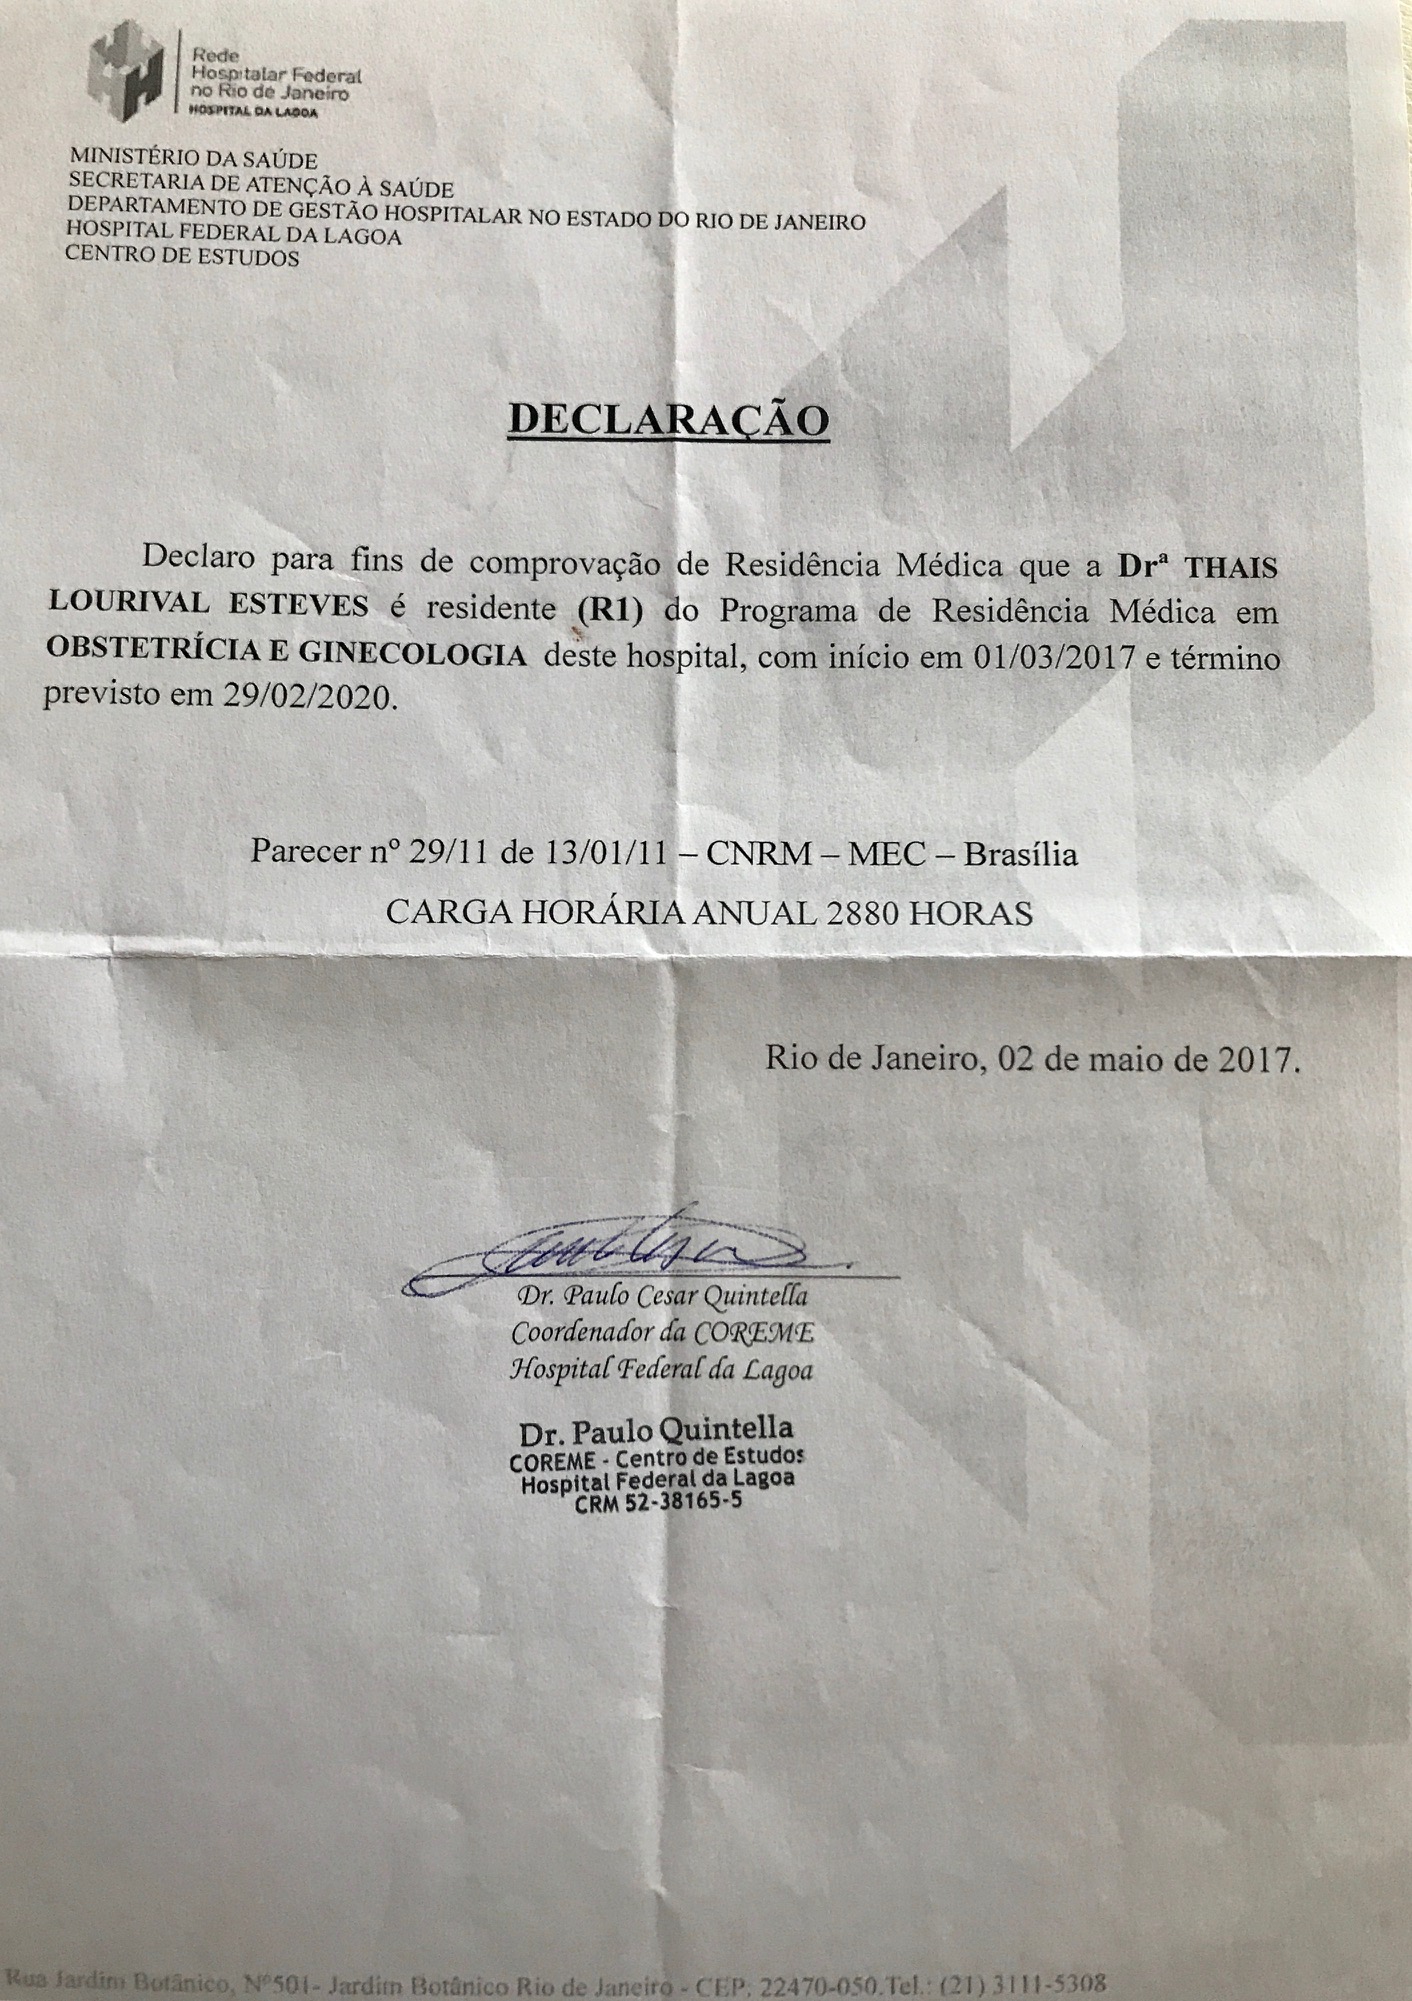 Rede
Hospitalar Federal
no Rio de Janeiro
HOSPITAL DA LAGOA
MINISTÉRIO DA SAÚDE
SECRETARIA DE ATENÇÃO À SAÚDE
DEPARTAMENTO DE GESTÃO HOSPITALAR NO ESTADO DO RIO DE JANEIRO
HOSPITAL FEDERAL DA LAGOA
CENTRO DE ESTUDOS
DECLARAÇÃO
Declaro para fins de comprovação de Residência Médica que a Drª THAIS
LOURIVAL ESTEVES é residente (R1) do Programa de Residência Médica em
OBSTETRÍCIA E GINECOLOGIA deste hospital, com início em 01/03/2017 e término
previsto em 29/02/2020.
Parecer nº 29/11 de 13/01/11 – CNRM – MEC – Brasília
CARGA HORÁRIA ANUAL 2880 HORAS
Rio de Janeiro, 02 de maio de 2017.
Dr. Paulo Cesar Quintella
Coordenador da COREME
Hospital Federal da Lagoa
Dr. Paulo Quintella
COREME - Centro de Estudos
Hospital Federal da Lagoa
CRM 52-38165-5
Rua Jardim Botânico, Nº501- Jardim Botânico Rio de Janeiro - CEP: 22470-050.Tel.: (21) 3111-5308